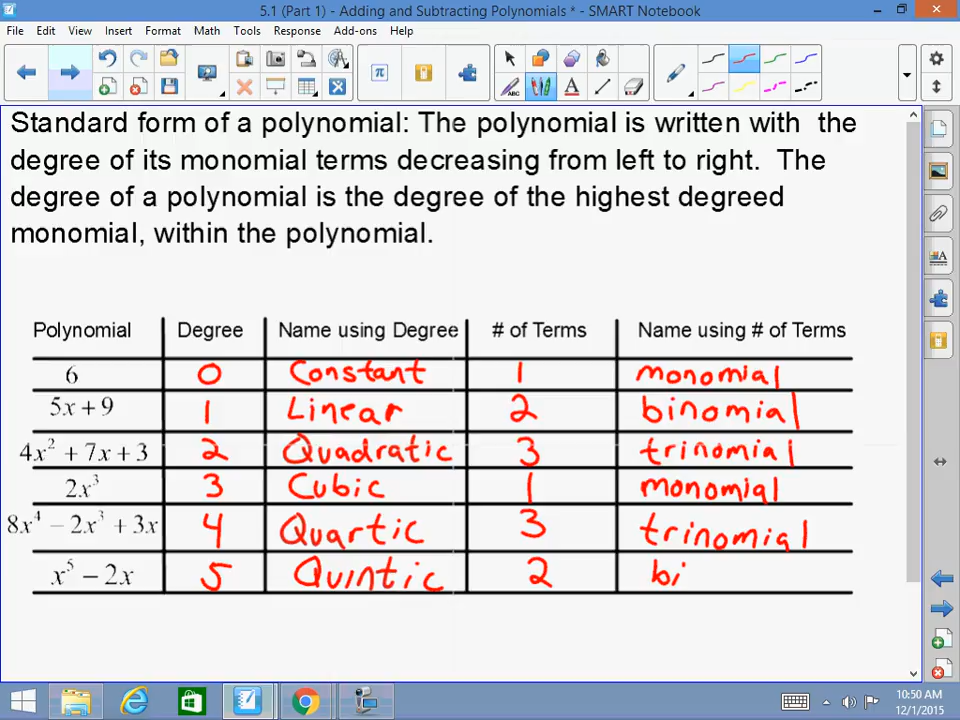 5.1 (Part 1) - Adding and Subtracting Polynomials * - SMART Notebook
File Edit View Insert Format Math Tools Response Add-ons Help
Standard form of a polynomial: The polynomial is written with the
degree of its monomial terms decreasing from left to right. The
degree of a polynomial is the degree of the highest degreed
monomial, within the polynomial.
Polynomial Degree Name using Degree # of Terms Name using # of Terms
6 0 Constant 1 monomial
5x + 9 1 Linear 2 binomial
4x² + 7x + 3 2 Quadratic 3 trinomial
2x³ 3 Cubic 1 monomial
8x⁴ − 2x³ + 3x 4 Quartic 3 trinomial
x⁵ − 2x 5 Quintic 2 bi
10:50 AM
12/1/2015